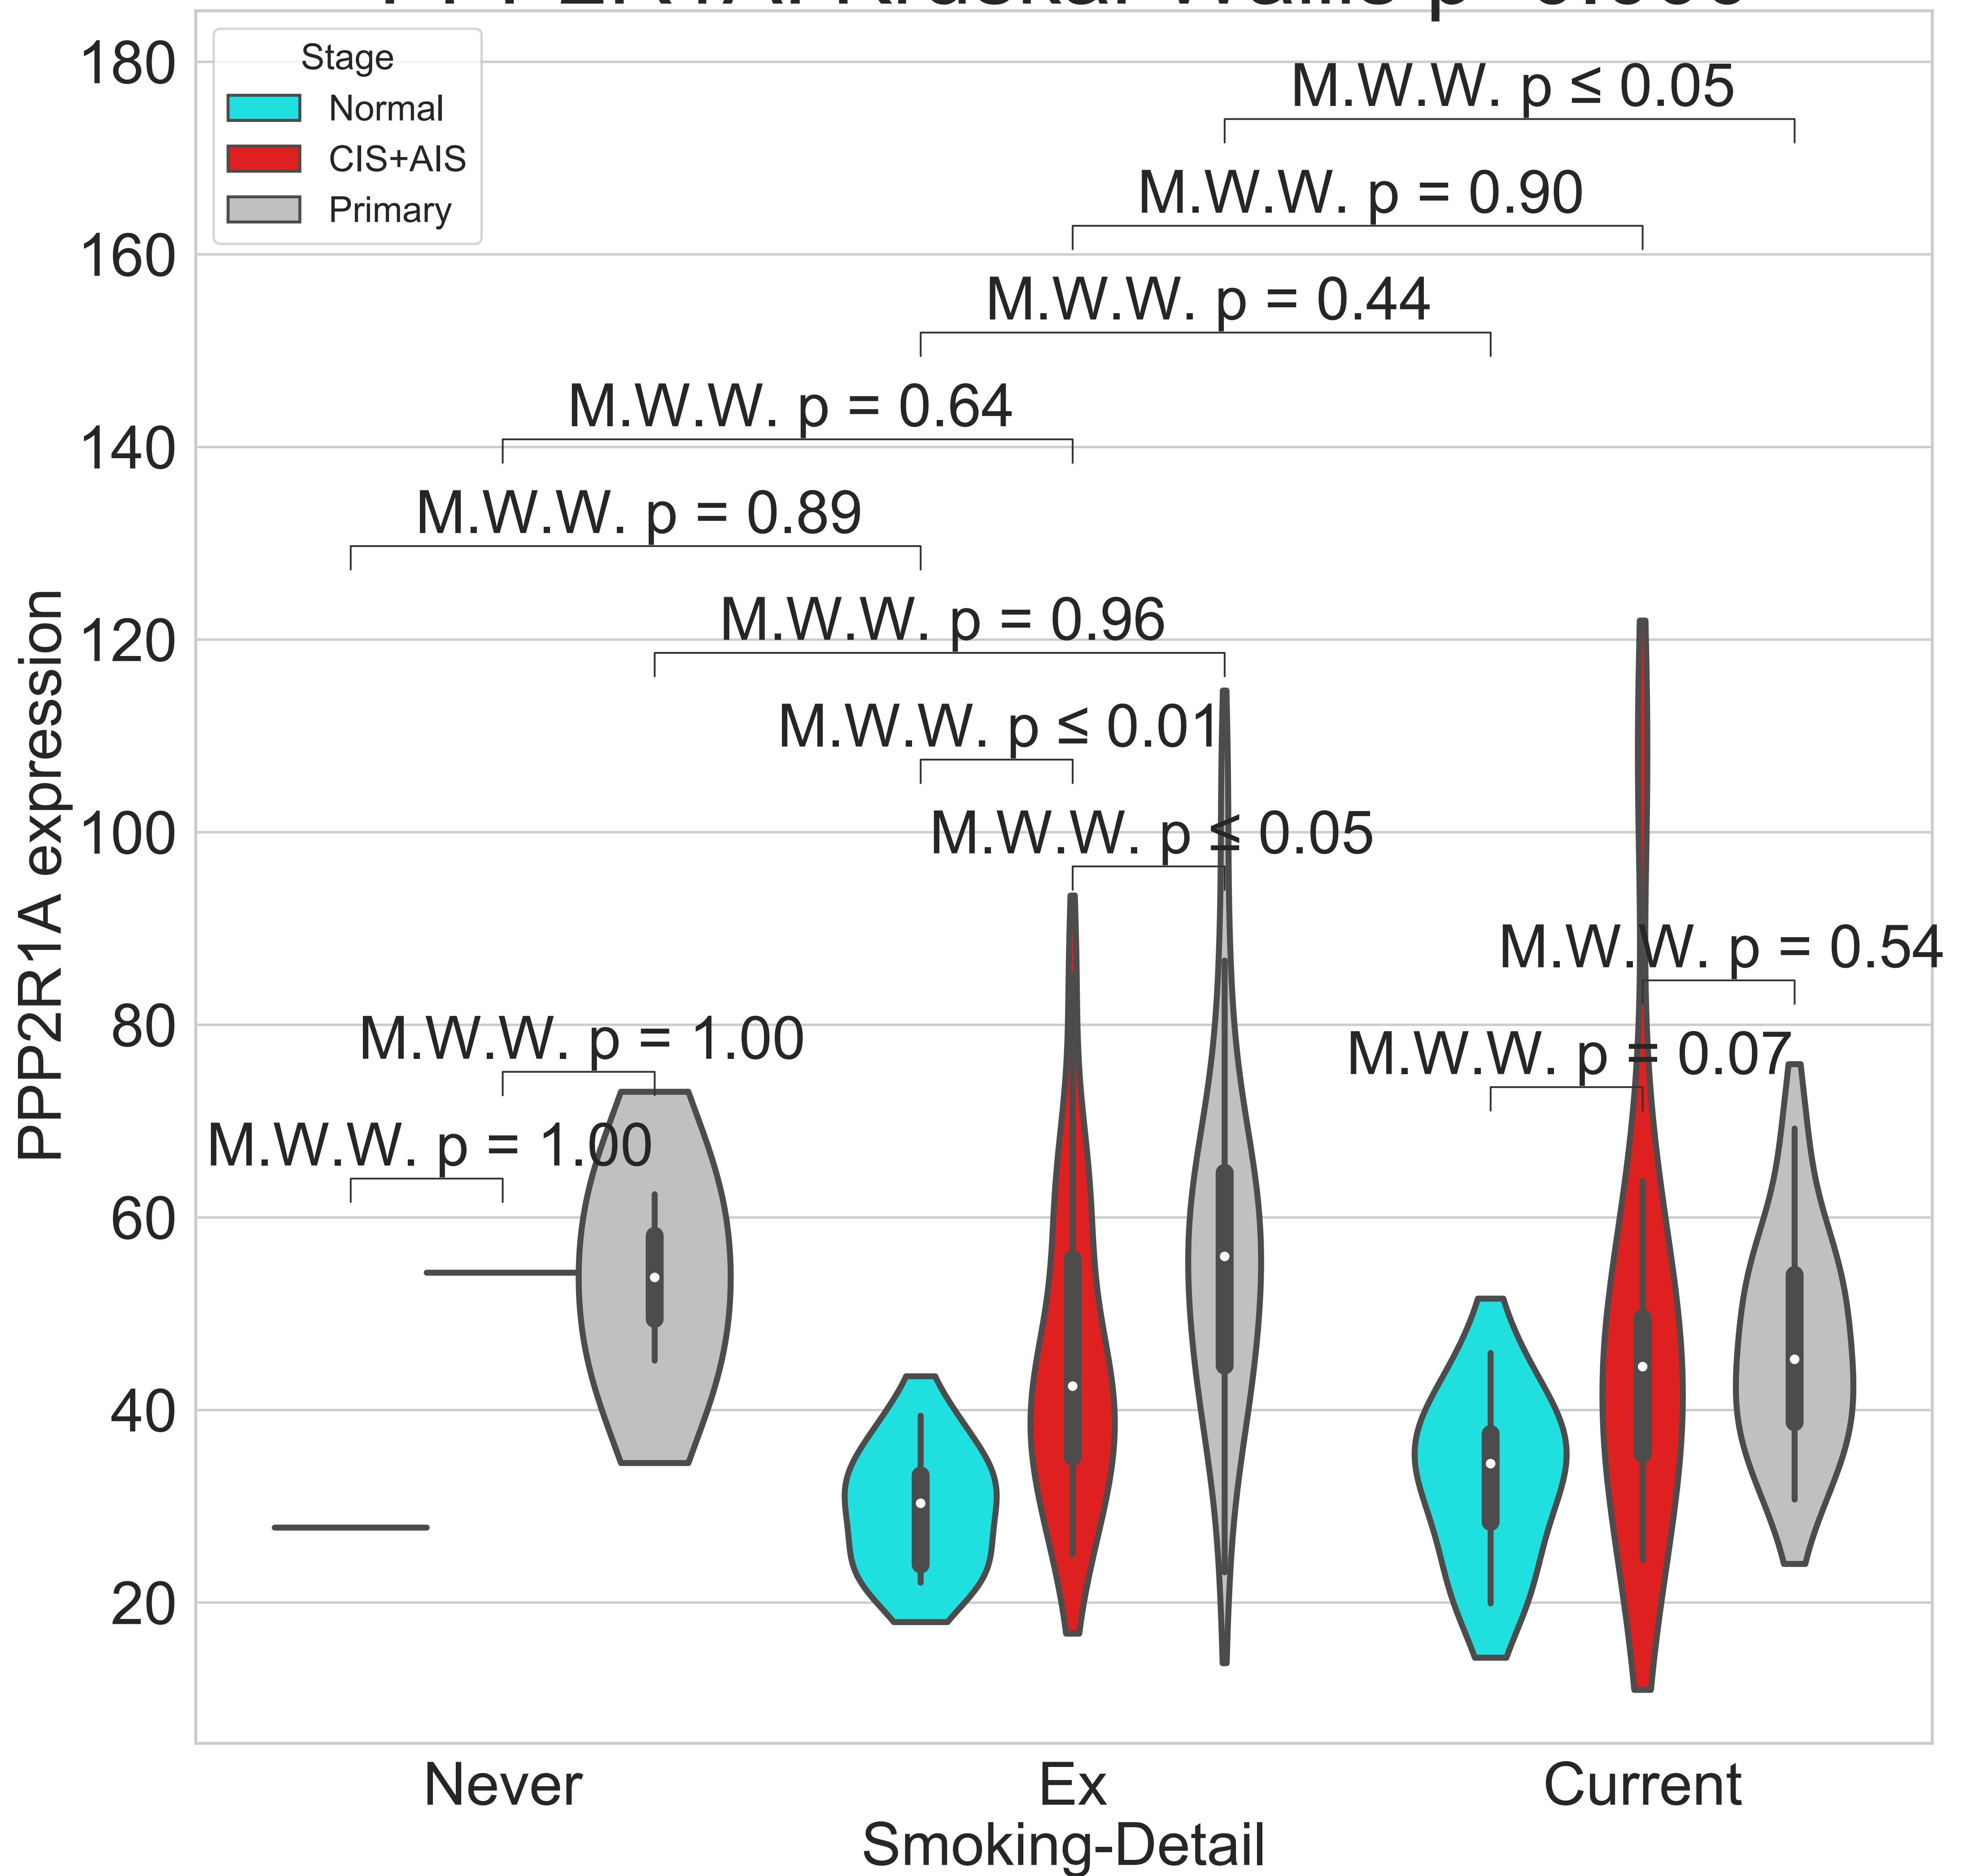 180
160
140
120
100
80
60
40
20
PPP2R1A expression
Stage
Normal
CIS+AIS
Primary
M.W.W. p ≤ 0.05
M.W.W. p = 0.90
M.W.W. p = 0.44
M.W.W. p = 0.64
M.W.W. p = 0.89
M.W.W. p = 0.96
M.W.W. p ≤ 0.01
M.W.W. p ≤ 0.05
M.W.W. p = 0.54
M.W.W. p = 1.00
M.W.W. p = 0.07
M.W.W. p = 1.00
Never
Ex
Current
Smoking-Detail